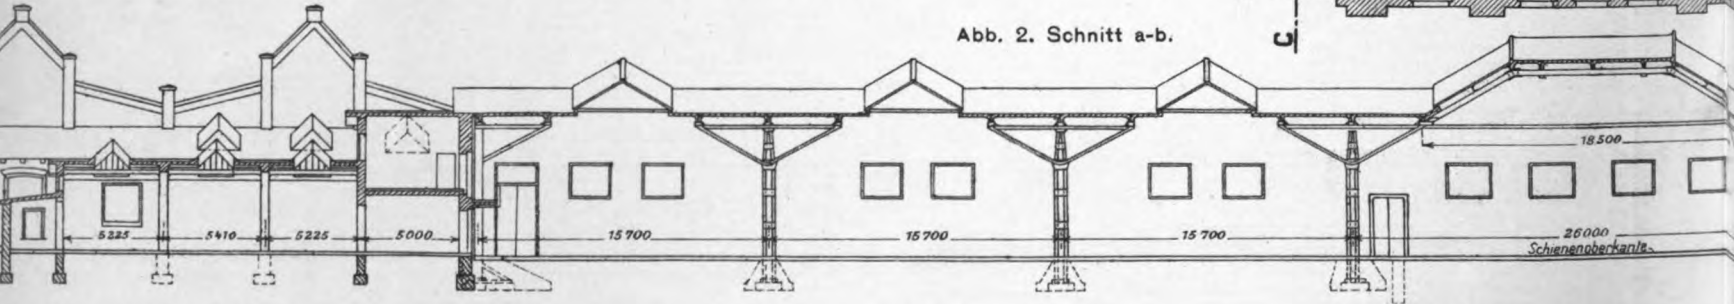 Abb. 2. Schnitt a-b.
C.
18500
5225 5410 5225 5000 15700 15700 15700 26000
Schienenoberkante